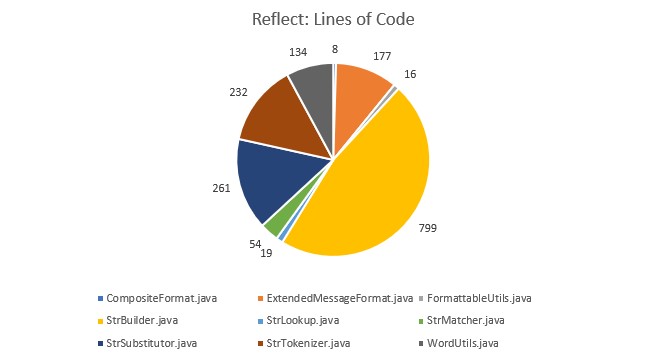 Reflect: Lines of Code
134 8 177
16
232
261
799
54
19
CompositeFormat.java ExtendedMessageFormat.java FormattableUtils.java
StrBuilder.java StrLookup.java StrMatcher.java
StrSubstitutor.java StrTokenizer.java WordUtils.java